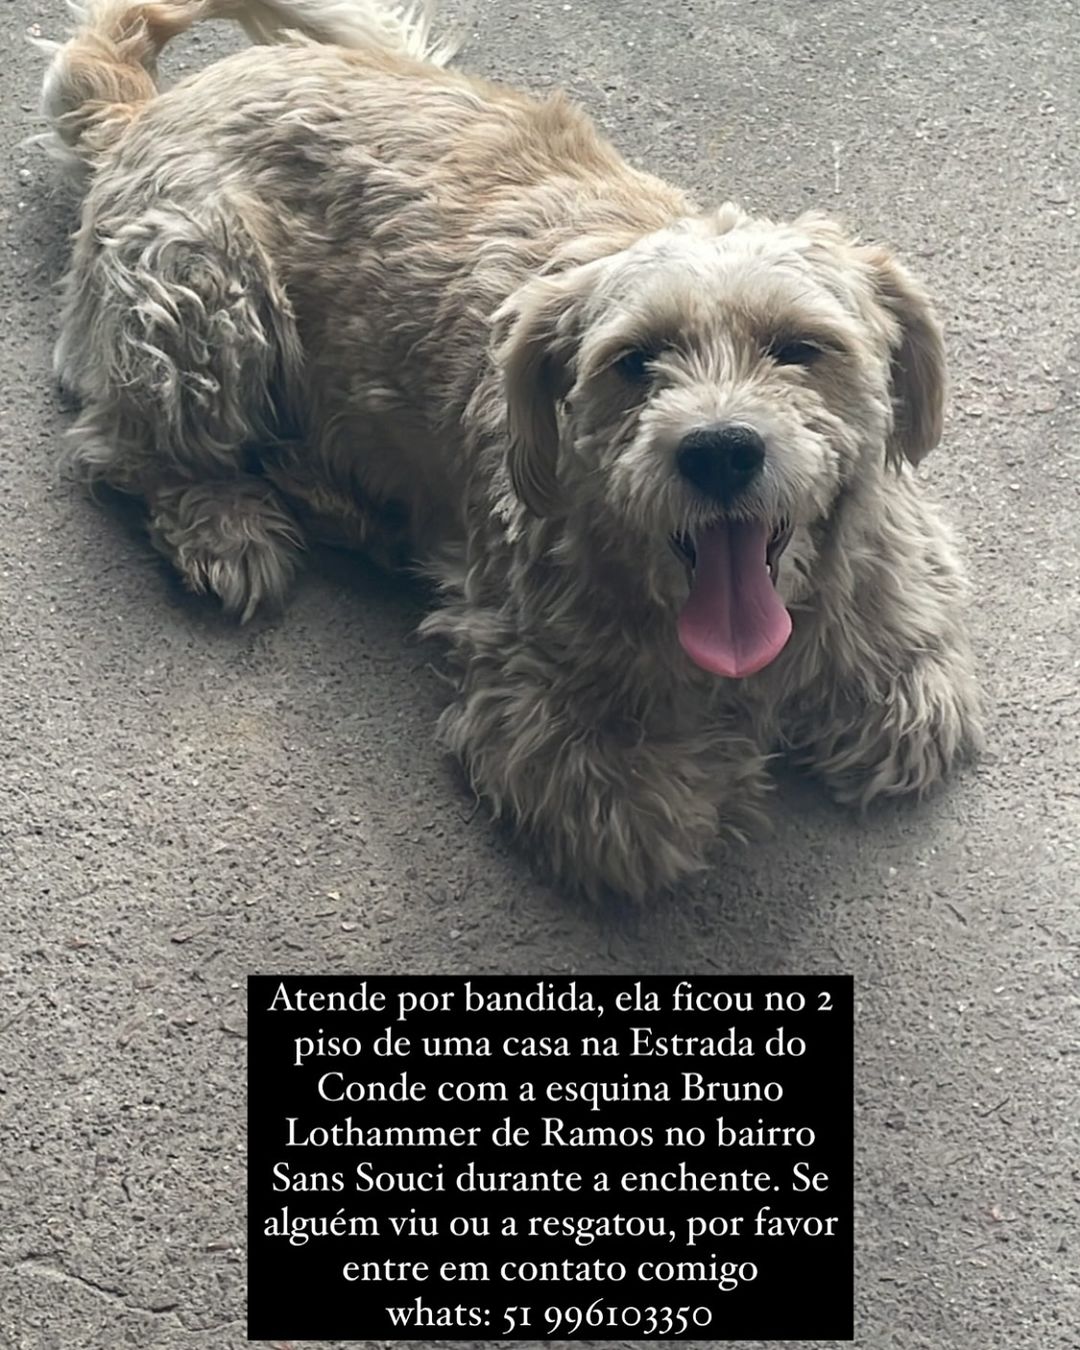 Atende por bandida, ela ficou no 2
piso de uma casa na Estrada do
Conde com a esquina Bruno
Lothammer de Ramos no bairro
Sans Souci durante a enchente. Se
alguém viu ou a resgatou, por favor
entre em contato comigo
whats: 51 996103350